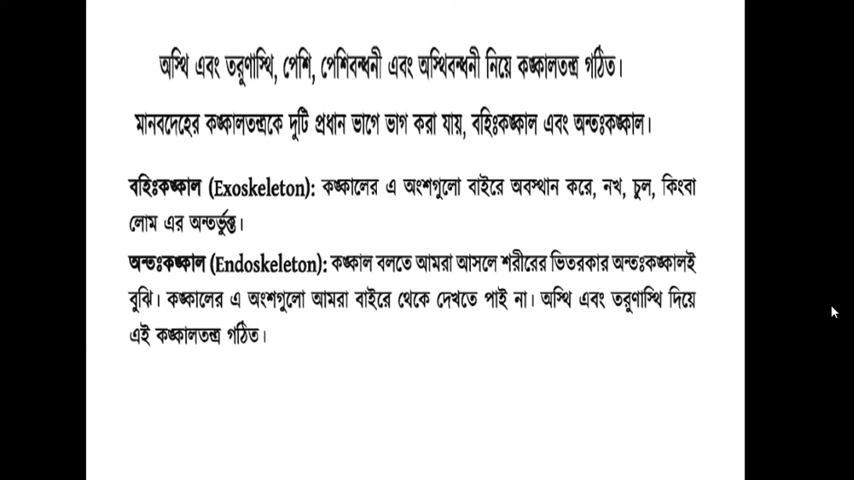 অস্থি এবং তরুণাস্থি, পেশি, পেশিবন্ধনী এবং অস্থিবন্ধনী নিয়ে কঙ্কালতন্ত্র গঠিত।
মানবদেহের কঙ্কালতন্ত্রকে দুটি প্রধান ভাগে ভাগ করা যায়, বহিঃকঙ্কাল এবং অন্তঃকঙ্কাল।
বহিঃকঙ্কাল (Exoskeleton): কঙ্কালের এ অংশগুলো বাইরে অবস্থান করে, নখ, চুল, কিংবা
লোম এর অন্তর্ভুক্ত।
অন্তঃকঙ্কাল (Endoskeleton): কঙ্কাল বলতে আমরা আসলে শরীরের ভিতরকার অন্তঃকঙ্কালই
বুঝি। কঙ্কালের এ অংশগুলো আমরা বাইরে থেকে দেখতে পাই না। অস্থি এবং তরুণাস্থি দিয়ে
এই কঙ্কালতন্ত্র গঠিত।